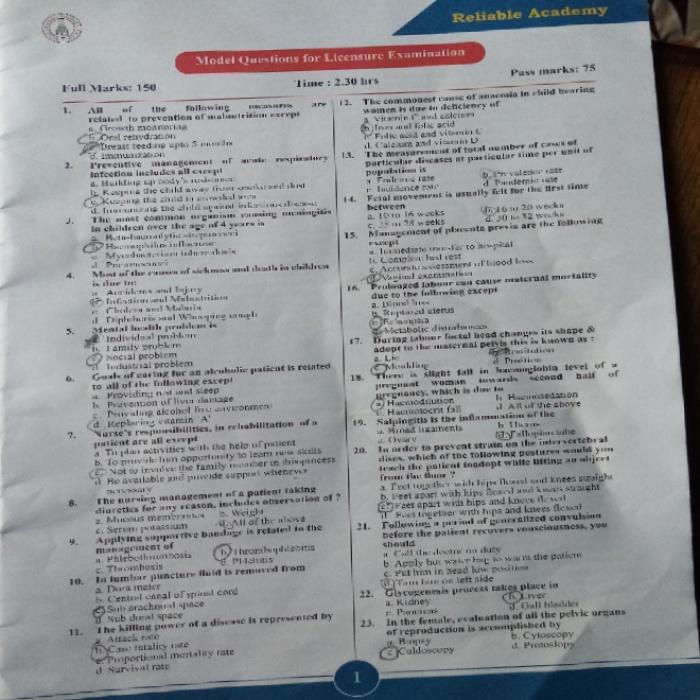 Reliable Academy
Model Questions for Licensure Examination
Full Marks: 150
Time : 2.30 hrs
Pass marks: 75
1. All of the following measures are
related to prevention of malnutrition except
a. Growth monitoring
b. Oral rehydration
c. Breast feeding upto 5 months
d. Immunization
2. Preventive management of acute respiratory
infection includes all except
a. Building up body's resistance
b. Keeping the child away from smoke and dust
c. Keeping the child in crowded area
d. Immunizing the child against infectious disease
3. The most common organism causing meningitis
in children over the age of 4 years is
a. Beta-haemolytic streptococci
b. Haemophilus influenzae
c. Mycobacterium tuberculosis
d. Pneumococci
4. Most of the causes of sickness and death in children
is due to:
a. Accidents and Injury
b. Infection and Malnutrition
c. Cholera and Malaria
d. Diphtheria and Whooping cough
5. Mental health problem is
a. Individual problem
b. Family problem
c. Social problem
d. Industrial problem
6. Goals of caring for an alcoholic patient is related
to all of the following except
a. Providing rest and sleep
b. Prevention of liver damage
c. Providing alcohol free environment
d. Replacing vitamin 'A'
7. Nurse's responsibilities, in rehabilitation of a
patient are all except
a. To plan activities with the help of patient
b. To provide him opportunity to learn new skills
c. Not to involve the family member in this process
d. Be available and provide support whenever
necessary
8. The nursing management of a patient taking
diuretics for any reason, includes observation of ?
a. Mucous membranes b. Weight
c. Serum potassium d. All of the above
9. Applying supportive bandage is related to the
management of
a. Phlebothrombosis b. Thrombophlebitis
c. Thrombosis d. Phlebitis
10. In lumbar puncture fluid is removed from
a. Dura mater
b. Central canal of spinal cord
c. Sub arachnoid space
d. Sub dural space
11. The killing power of a disease is represented by
a. Attack rate
b. Case fatality rate
c. Proportional mortality rate
d. Survival rate
12. The commonest cause of anaemia in child bearing
women is due to deficiency of
a. Vitamin C and calcium
b. Iron and folic acid
c. Folic acid and vitamin C
d. Calcium and vitamin D
13. The measurement of total number of cases of
particular diseases at particular time per unit of
population is
a. Endemic rate b. Prevalence rate
c. Incidence rate d. Pandemic rate
14. Fetal movement is usually felt for the first time
between
a. 10 to 16 weeks b. 16 to 20 weeks
c. 25 to 28 weeks d. 30 to 32 weeks
15. Management of placenta previa are the following
except
a. Immediate transfer to hospital
b. Complete bed rest
c. Accurate assessment of blood loss
d. Vaginal examination
16. Prolonged labour can cause maternal mortality
due to the following except
a. Blood loss
b. Ruptured uterus
c. Eclampsia
d. Metabolic disturbances
17. During labour foetal head changes its shape &
adopt to the maternal pelvis this is known as :
a. Lie b. Restitution
c. Moulding d. Position
18. There is slight fall in haemoglobin level of a
pregnant woman towards second half of
pregnancy, which is due to
a. Haemodilution b. Haemosedation
c. Haematocrit fall d. All of the above
19. Salpingitis is the inflammation of the
a. Broad ligaments b. Uterus
c. Ovary d. Fallopian tube
20. In order to prevent strain on the intervertebral
discs, which of the following postures would you
teach the patient to adopt while lifting an object
from the floor ?
a. Feet together with hips flexed and knees straight
b. Feet apart with hips flexed and knees straight
c. Feet apart with hips and knees flexed
d. Feet together with hips and knees flexed
21. Following a period of generalized convulsion
before the patient recovers consciousness, you
should
a. Call the doctor on duty
b. Apply hot water bag to warm the patient
c. Put him in head low position
d. Turn him on left side
22. Glycogenesis process takes place in
a. Kidney b. Liver
c. Pancreas d. Gall bladder
23. In the female, evaluation of all the pelvic organs
of reproduction is accomplished by
a. Biopsy b. Cytoscopy
c. Culdoscopy d. Protoslopy
1